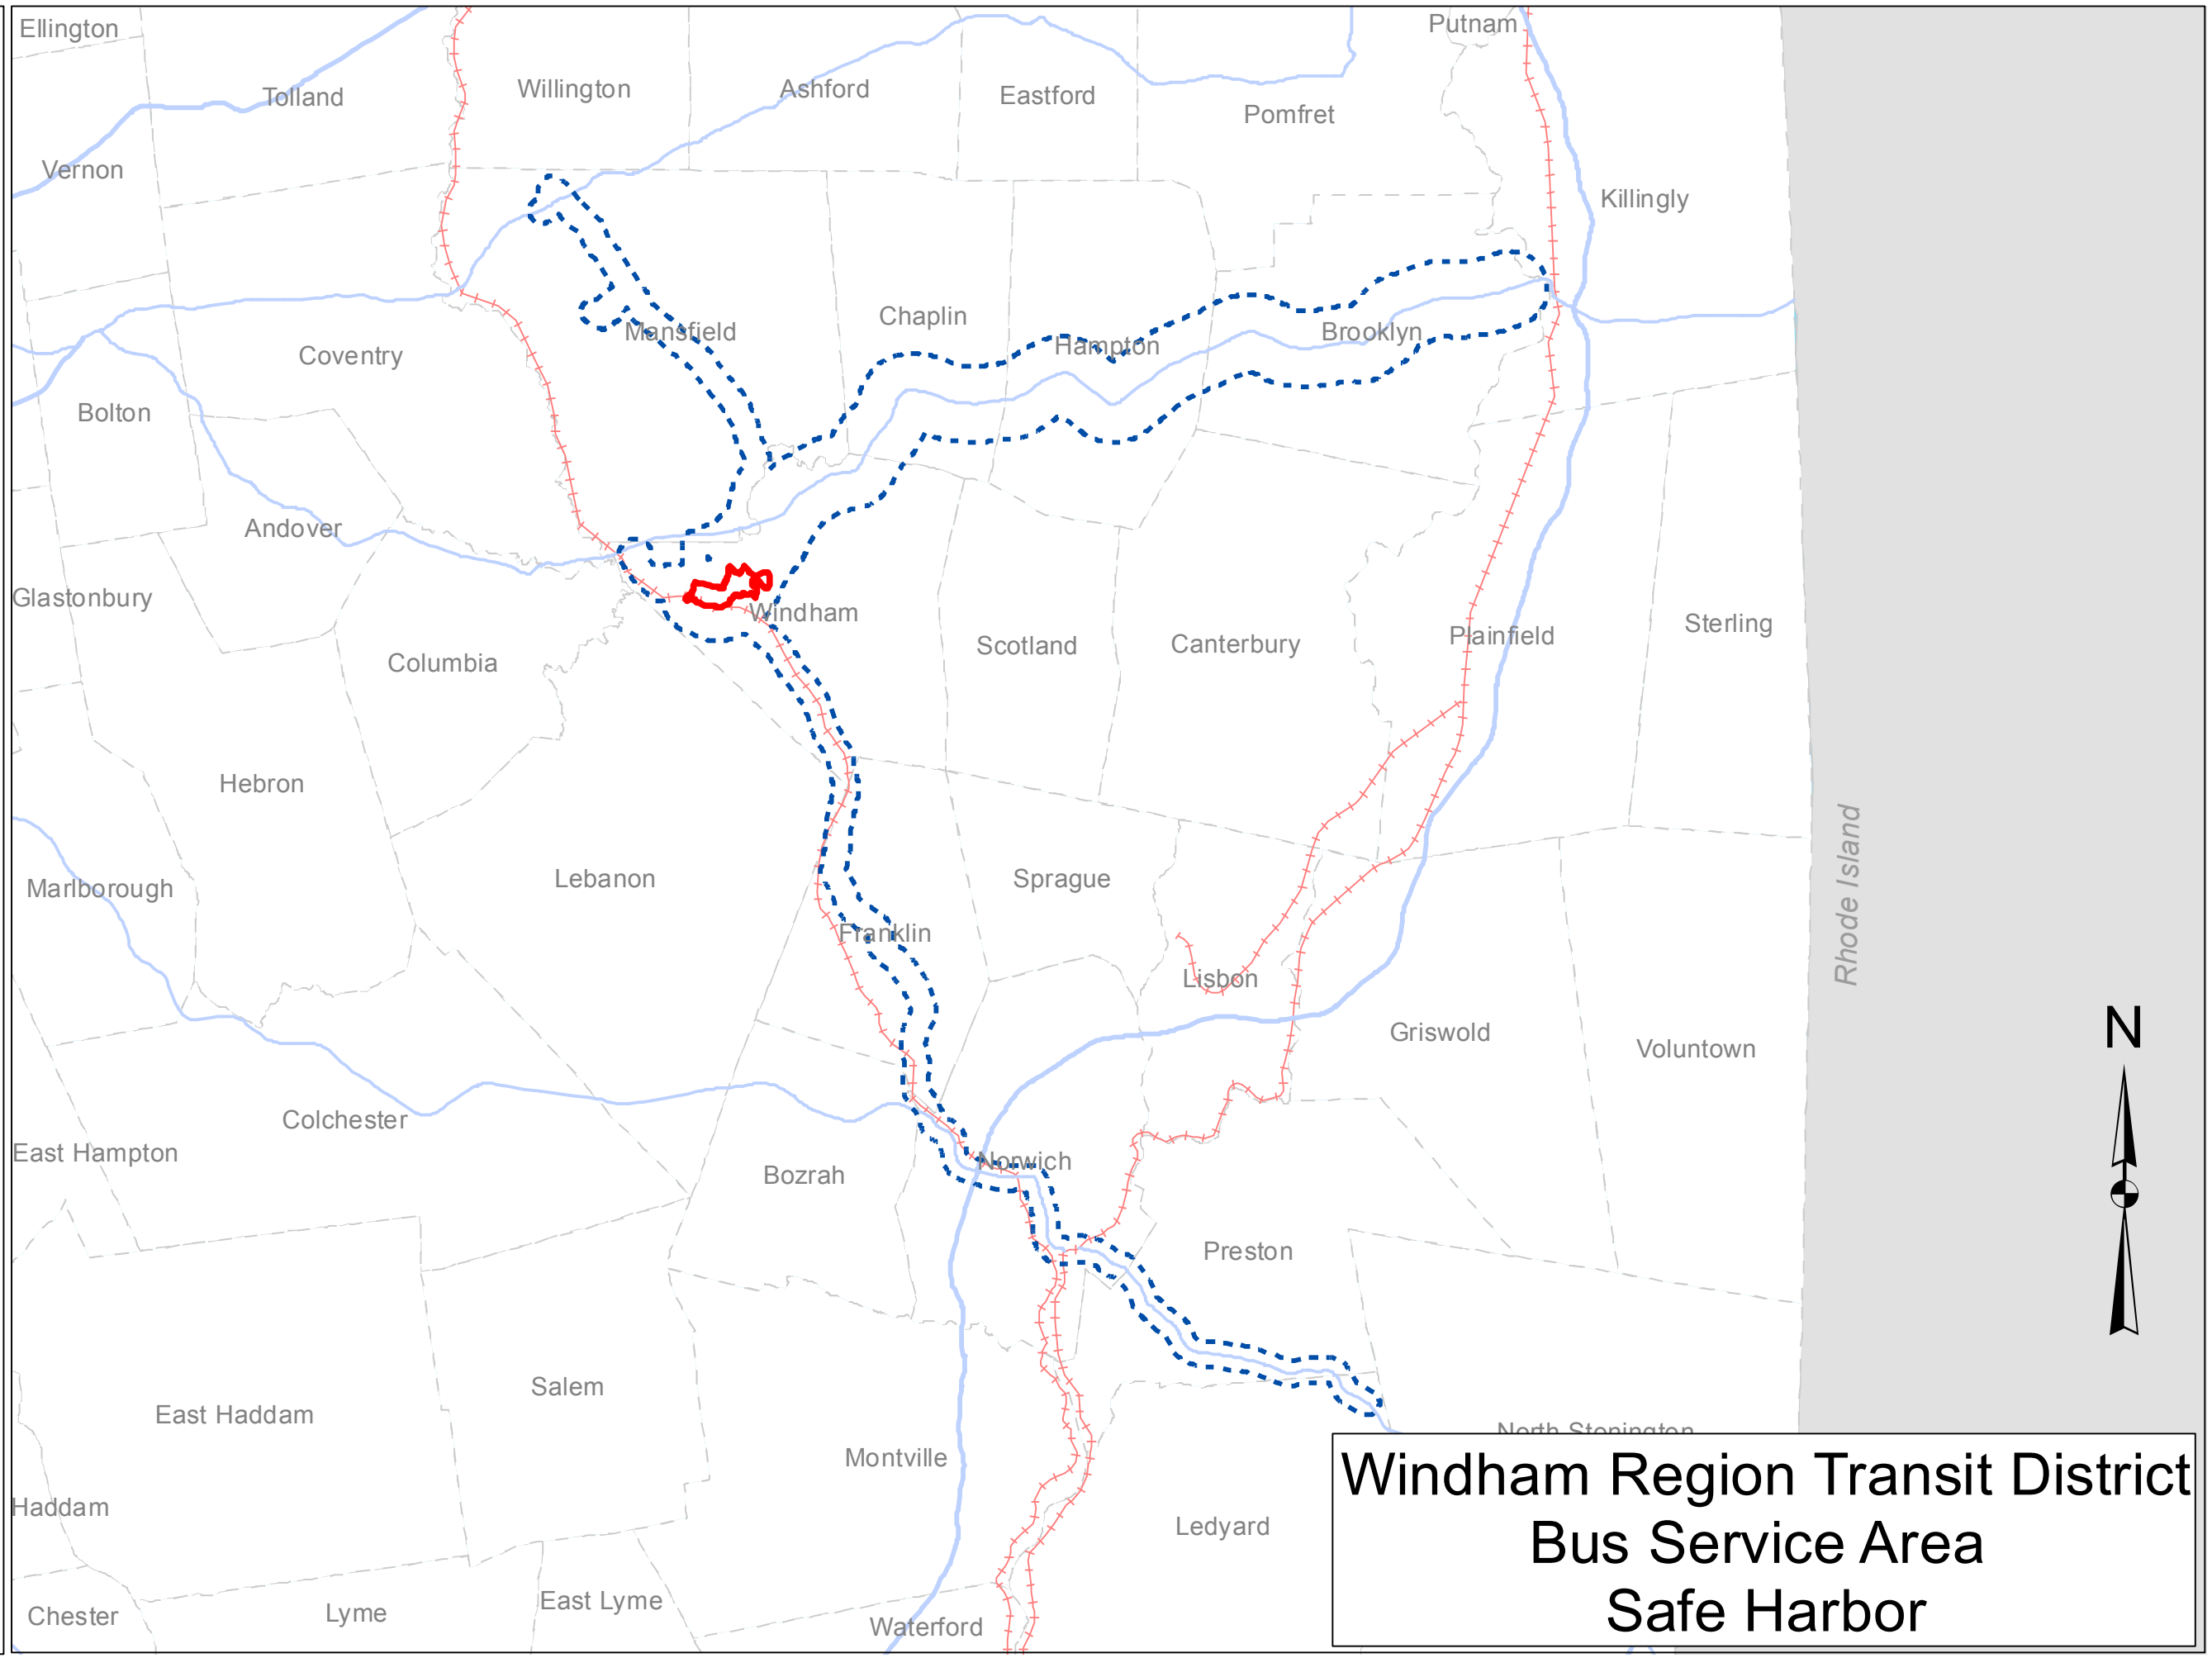 Ellington
Putnam
Tolland
Willington
Ashford
Eastford
Pomfret
Vernon
Killingly
Mansfield
Chaplin
Hampton
Brooklyn
Coventry
Bolton
Andover
Glastonbury
Windham
Columbia
Scotland
Canterbury
Plainfield
Sterling
Hebron
Marlborough
Lebanon
Sprague
Rhode Island
Franklin
Lisbon
Griswold
Voluntown
N
Colchester
East Hampton
Bozrah
Norwich
Preston
Salem
East Haddam
North Stonington
Montville
Haddam
Ledyard
Chester
Lyme
East Lyme
Waterford
Windham Region Transit District
Bus Service Area
Safe Harbor